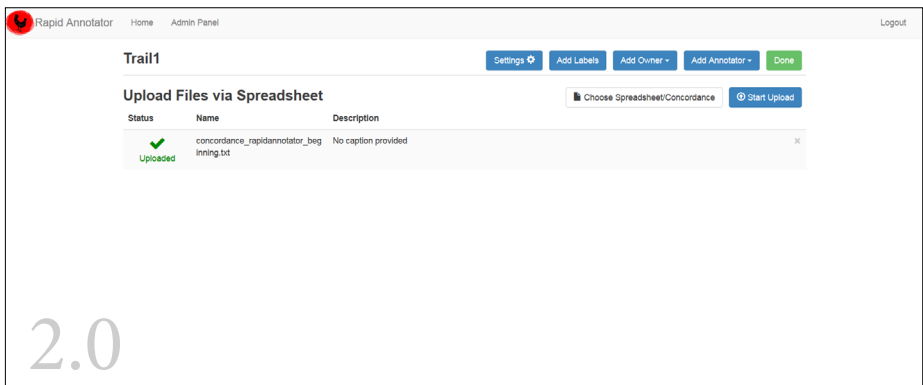 Rapid Annotator Home Admin Panel Logout
Trail1 Settings Add Labels Add Owner Add Annotator Done
Upload Files via Spreadsheet Choose Spreadsheet/Concordance Start Upload
Status Name Description
concordance_rapidannotator_beg No caption provided ×
inning.txt
Uploaded
2.0